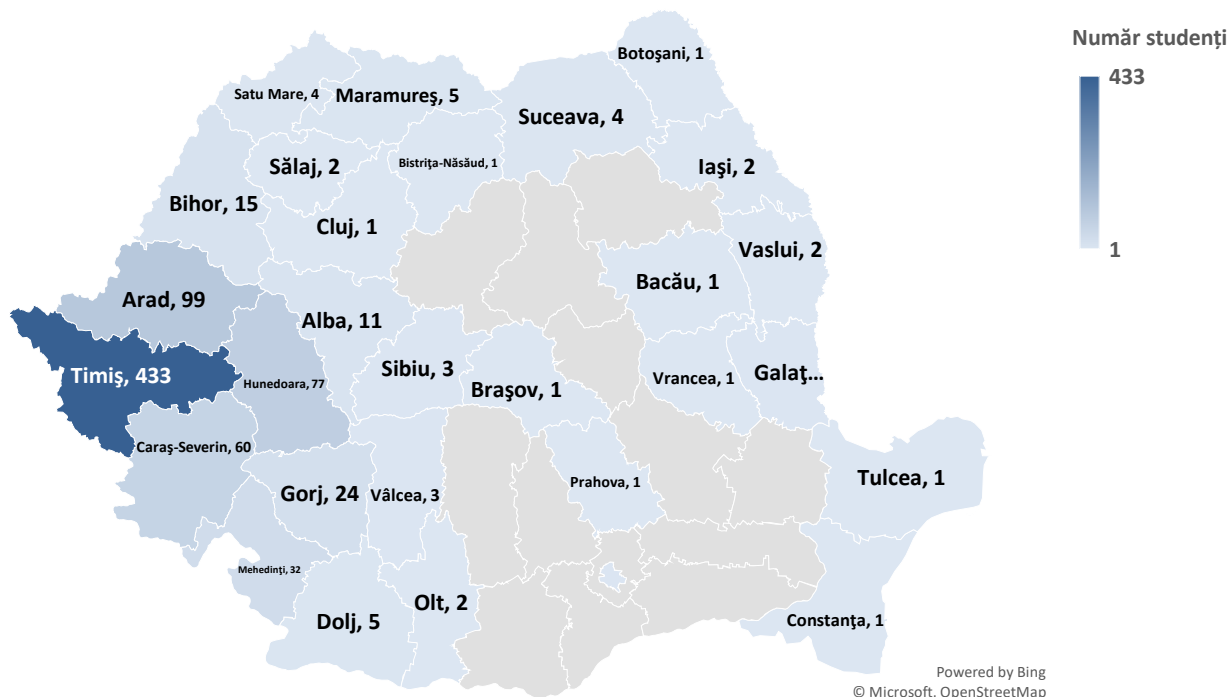 Număr studenți
433
1
Botoşani, 1
Satu Mare, 4
Maramureş, 5
Suceava, 4
Sălaj, 2
Bistriţa-Năsăud, 1
Iaşi, 2
Bihor, 15
Cluj, 1
Vaslui, 2
Bacău, 1
Arad, 99
Alba, 11
Sibiu, 3
Timiş, 433
Hunedoara, 77
Braşov, 1
Vrancea, 1
Galaţ...
Caraş-Severin, 60
Gorj, 24
Vâlcea, 3
Prahova, 1
Tulcea, 1
Mehedinţi, 32
Dolj, 5
Olt, 2
Constanţa, 1
Powered by Bing
© Microsoft, OpenStreetMap